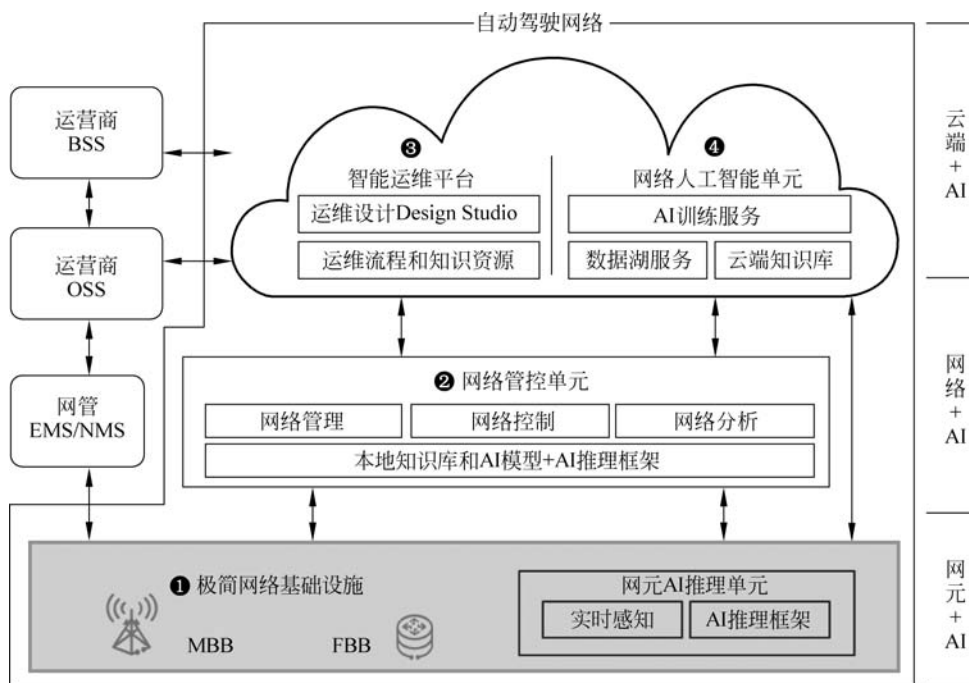 自动驾驶网络
运营商
BSS
运营商
OSS
网管
EMS/NMS
❸
智能运维平台
运维设计Design Studio
运维流程和知识资源
❹
网络人工智能单元
AI训练服务
数据湖服务
云端知识库
❷ 网络管控单元
网络管理
网络控制
网络分析
本地知识库和AI模型+AI推理框架
❶ 极简网络基础设施
MBB
FBB
网元AI推理单元
实时感知
AI推理框架
云
端
+
AI
网
络
+
AI
网
元
+
AI